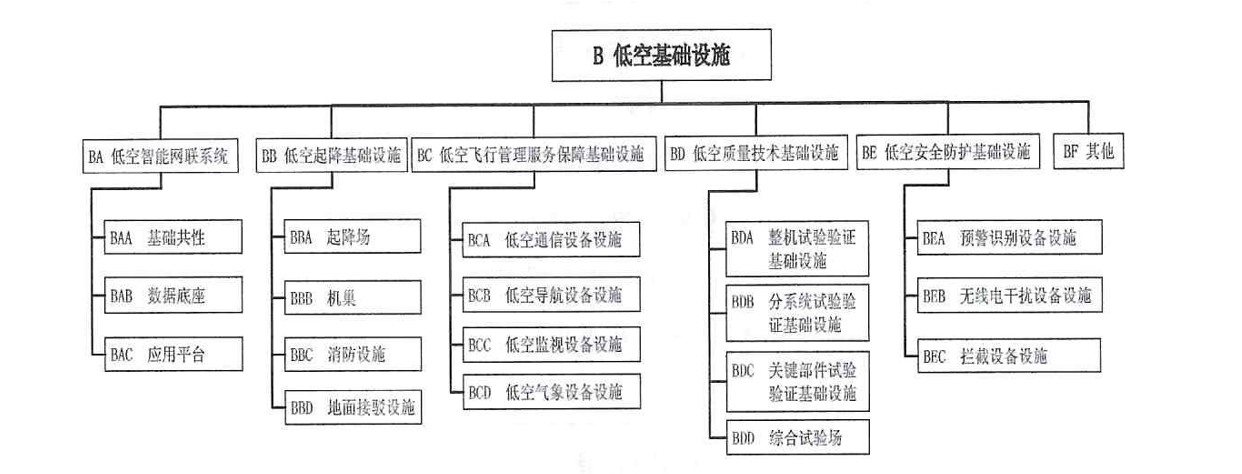 B 低空基础设施
BA 低空智能网联系统
BB 低空起降基础设施
BC 低空飞行管理服务保障基础设施
BD 低空质量技术基础设施
BE 低空安全防护基础设施
BF 其他
BAA 基础共性
BAB 数据底座
BAC 应用平台
BBA 起降场
BBB 机巢
BBC 消防设施
BBD 地面接驳设施
BCA 低空通信设备设施
BCB 低空导航设备设施
BCC 低空监视设备设施
BCD 低空气象设备设施
BDA 整机试验验证
基础设施
BDB 分系统试验验
证基础设施
BDC 关键部件试验
验证基础设施
BDD 综合试验场
BEA 预警识别设备设施
BEB 无线电干扰设备设施
BEC 拦截设备设施